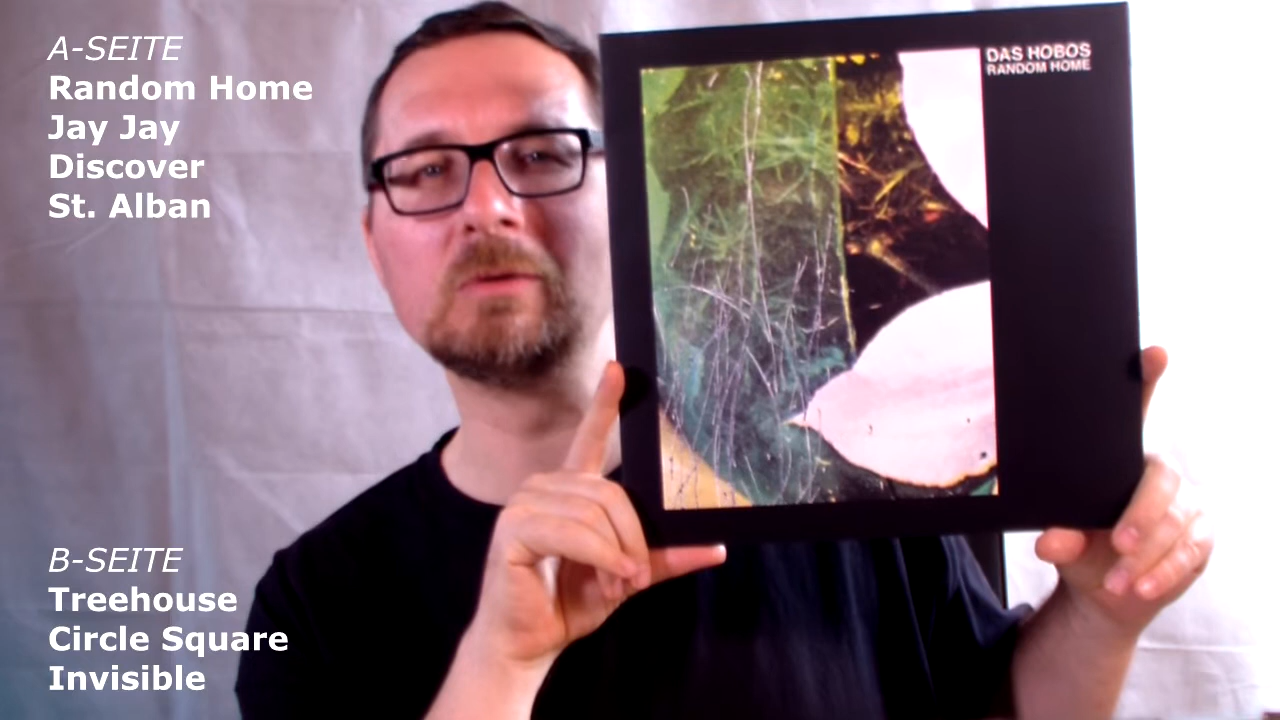 A-SEITE
Random Home
Jay Jay
Discover
St. Alban
DAS HOBOS
RANDOM HOME
B-SEITE
Treehouse
Circle Square
Invisible